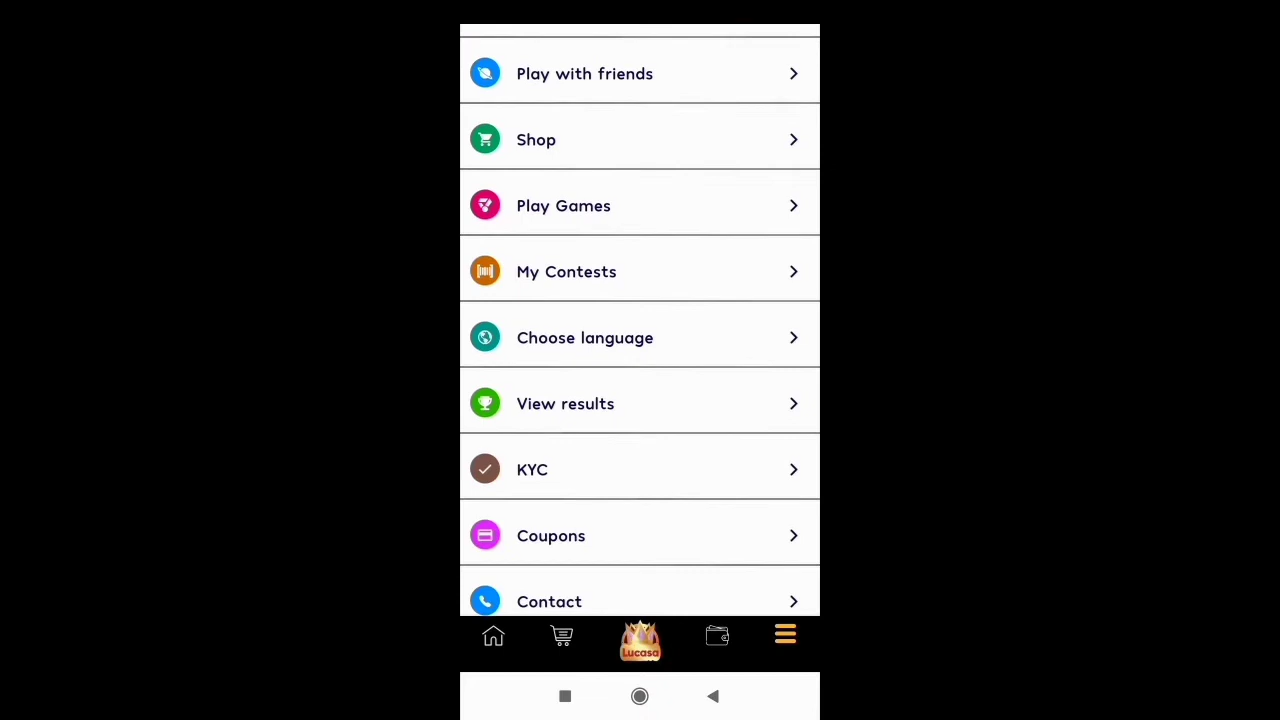 Play with friends
Shop
Play Games
My Contests
Choose language
View results
KYC
Coupons
Contact
Lucasa